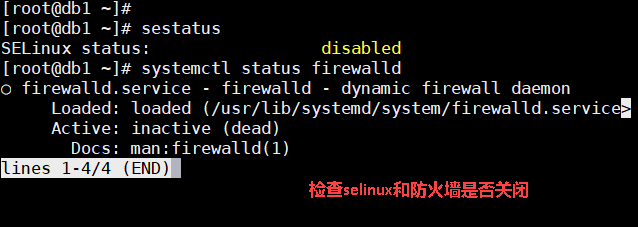 [root@db1 ~]#
[root@db1 ~]# sestatus
SELinux status:                 disabled
[root@db1 ~]# systemctl status firewalld
○ firewalld.service - firewalld - dynamic firewall daemon
     Loaded: loaded (/usr/lib/systemd/system/firewalld.service>
     Active: inactive (dead)
       Docs: man:firewalld(1)
lines 1-4/4 (END)
检查selinux和防火墙是否关闭